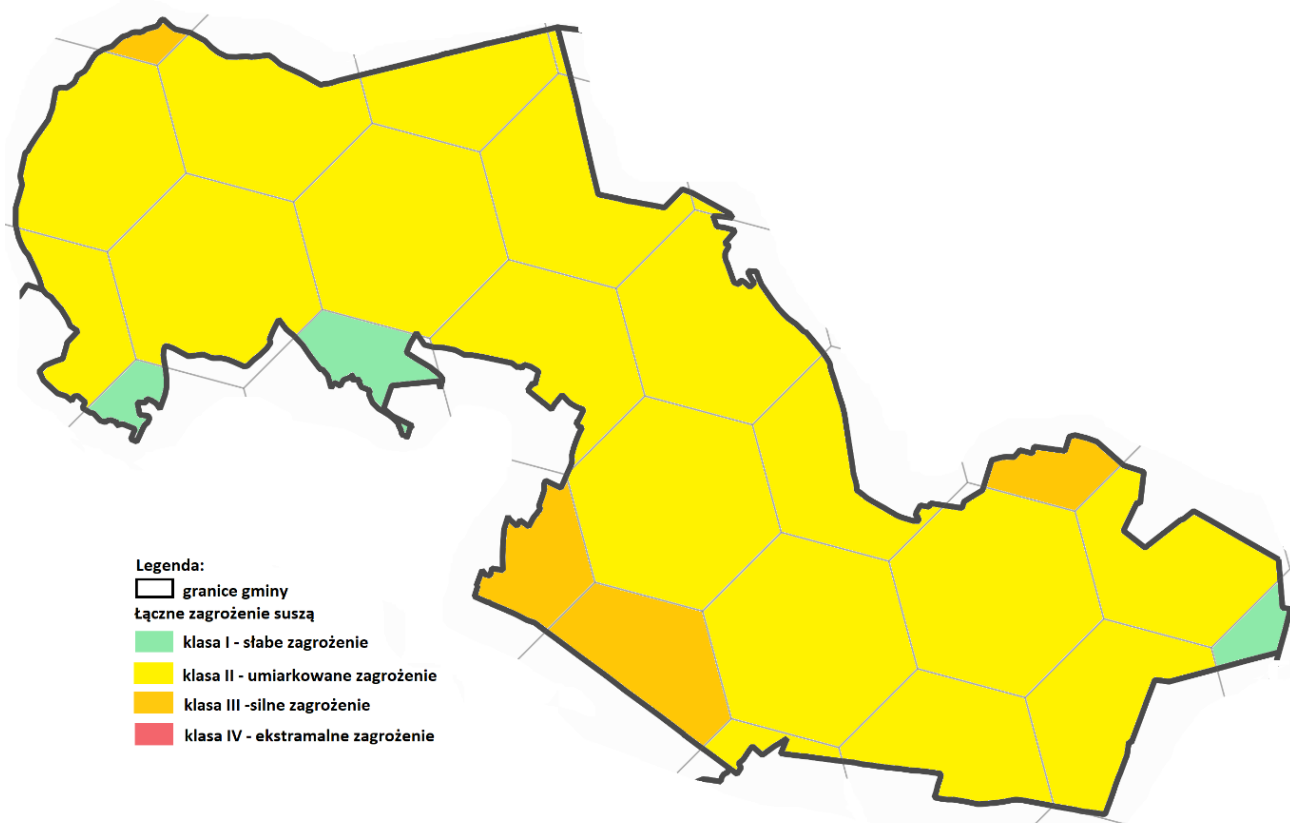 Legenda:
granice gminy
Łączne zagrożenie suszą
klasa I - słabe zagrożenie
klasa II - umiarkowane zagrożenie
klasa III -silne zagrożenie
klasa IV - ekstramalne zagrożenie